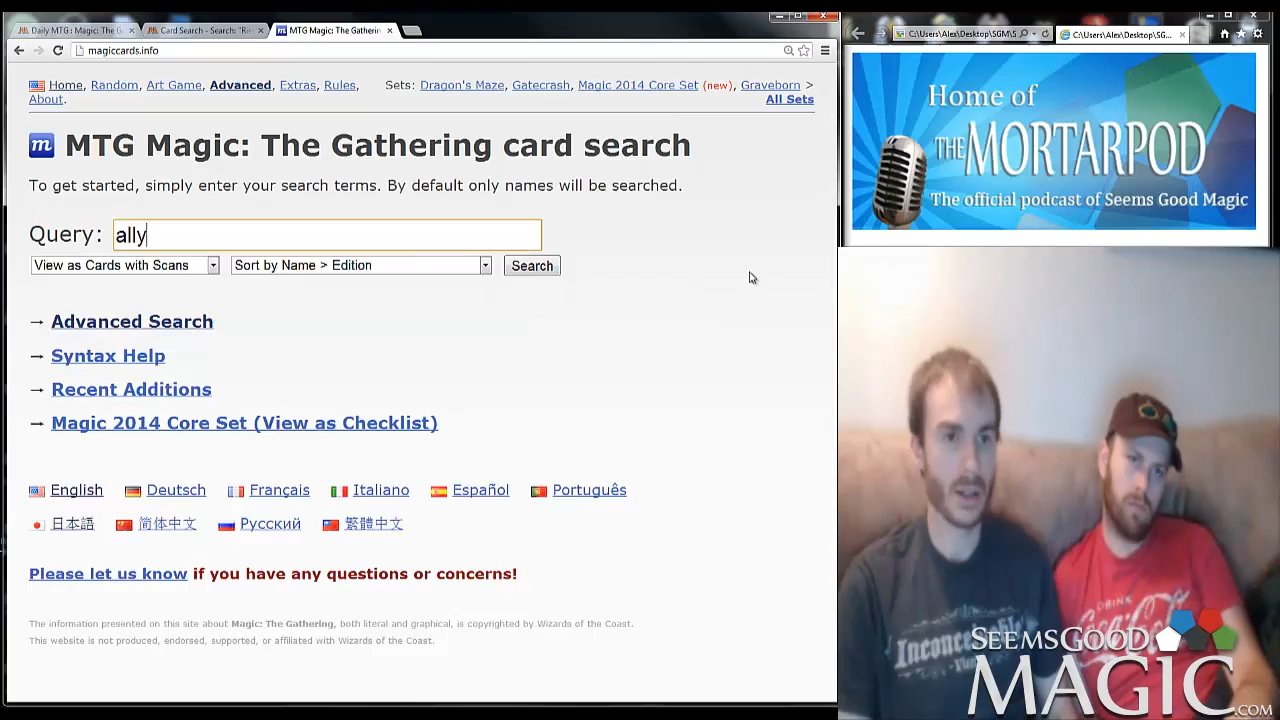 Daily MTG : Magic: The G
Card Search - Search: "Re
MTG Magic: The Gatherin
magiccards.info
C:\Users\Alex\Desktop\SGM\S
C:\Users\Alex\Desktop\SG...
Home, Random, Art Game, Advanced, Extras, Rules,
About.
Sets: Dragon's Maze, Gatecrash, Magic 2014 Core Set (new), Graveborn >
All Sets
m MTG Magic: The Gathering card search
To get started, simply enter your search terms. By default only names will be searched.
Query: ally
View as Cards with Scans Sort by Name > Edition Search
→ Advanced Search
→ Syntax Help
→ Recent Additions
→ Magic 2014 Core Set (View as Checklist)
English Deutsch Français Italiano Español Português
日本語 简体中文 Русский 繁體中文
Please let us know if you have any questions or concerns!
The information presented on this site about Magic: The Gathering, both literal and graphical, is copyrighted by Wizards of the Coast.
This website is not produced, endorsed, supported, or affiliated with Wizards of the Coast.
Home of
THE MORTARPOD
The official podcast of Seems Good Magic
Inconceivable
DRINK
Coca-Cola
SEEMSGOOD
MAGIC.COM